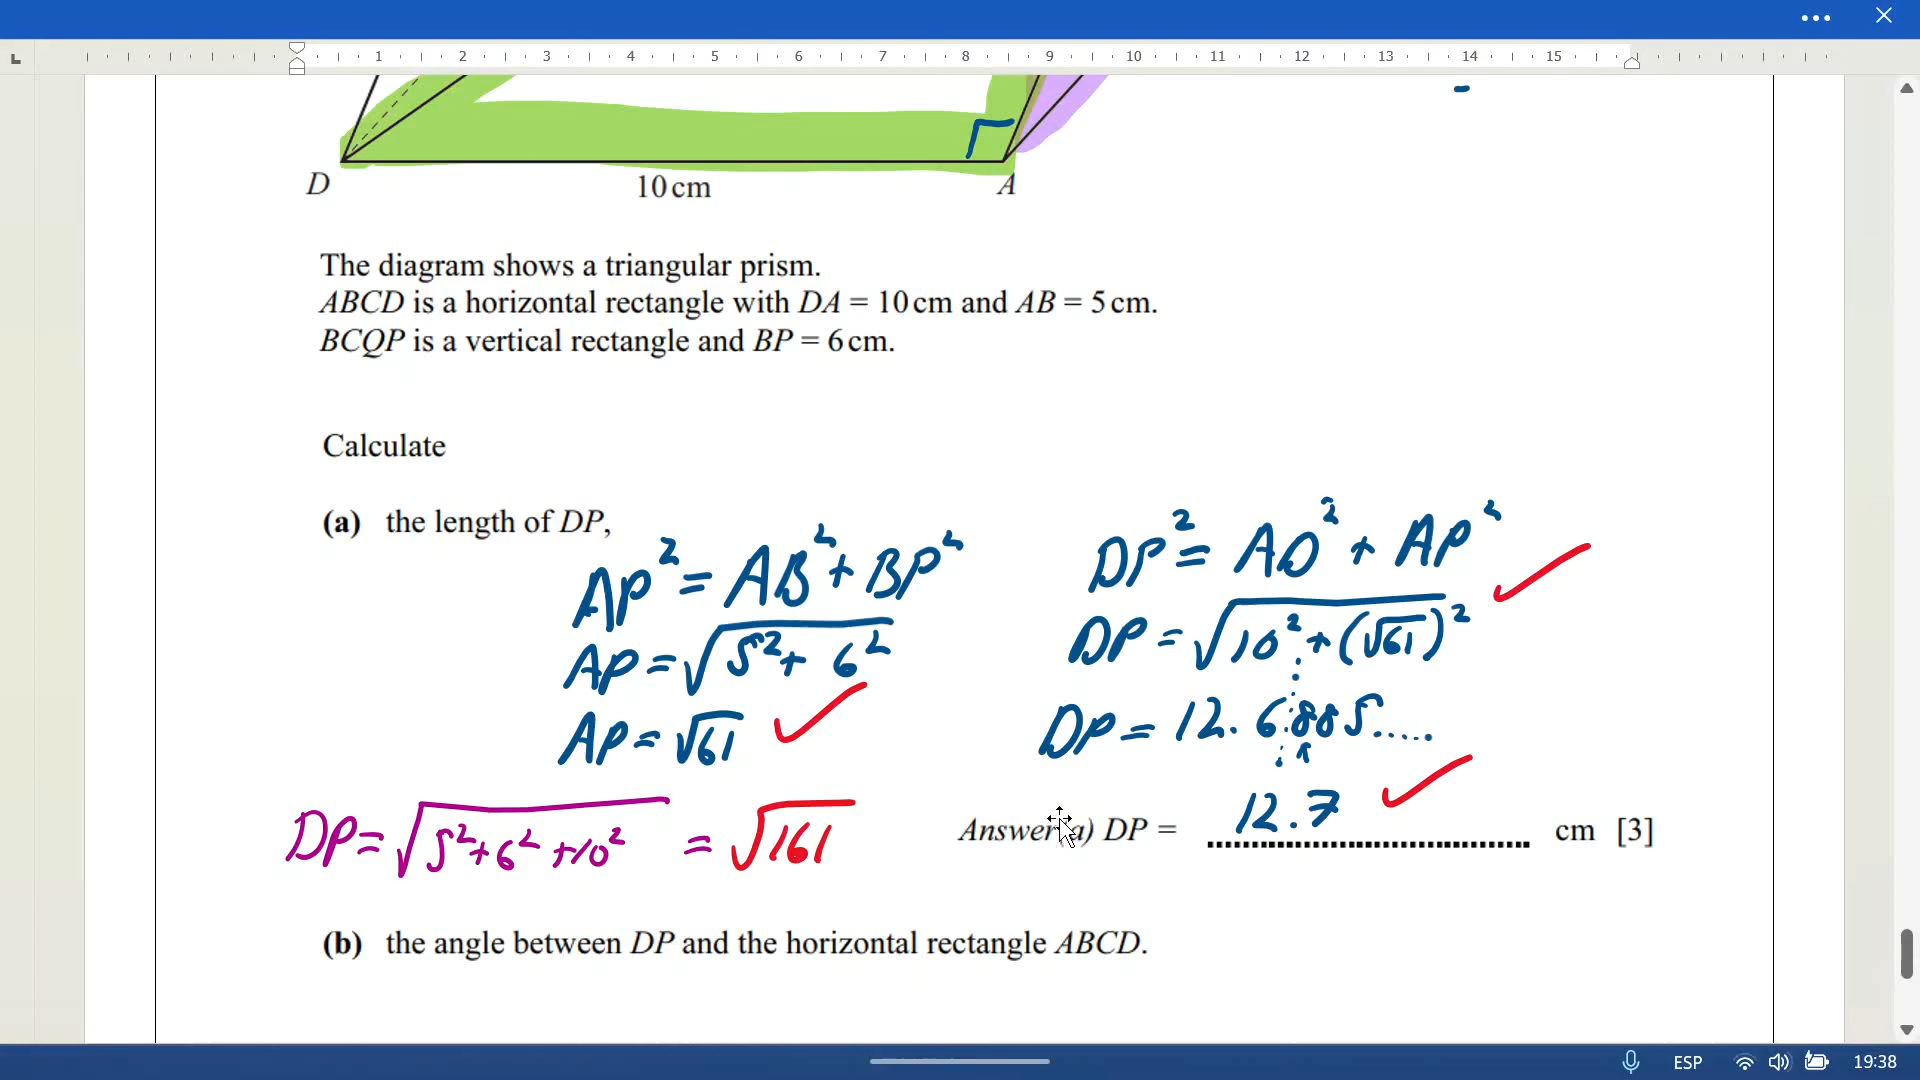 1 2 3 4 5 6 7 8 9 10 11 12 13 14 15
D 10 cm A
The diagram shows a triangular prism.
ABCD is a horizontal rectangle with DA = 10 cm and AB = 5 cm.
BCQP is a vertical rectangle and BP = 6 cm.
Calculate
(a) the length of DP,
AP² = AB² + BP²
AP = √(5² + 6²)
AP = √61
DP² = AD² + AP²
DP = √(10² + (√61)²)
DP = 12.6885.....
DP = √(5² + 6² + 10²) = √161
12.7
Answer(a) DP = ................................ cm [3]
(b) the angle between DP and the horizontal rectangle ABCD.
ESP 19:38